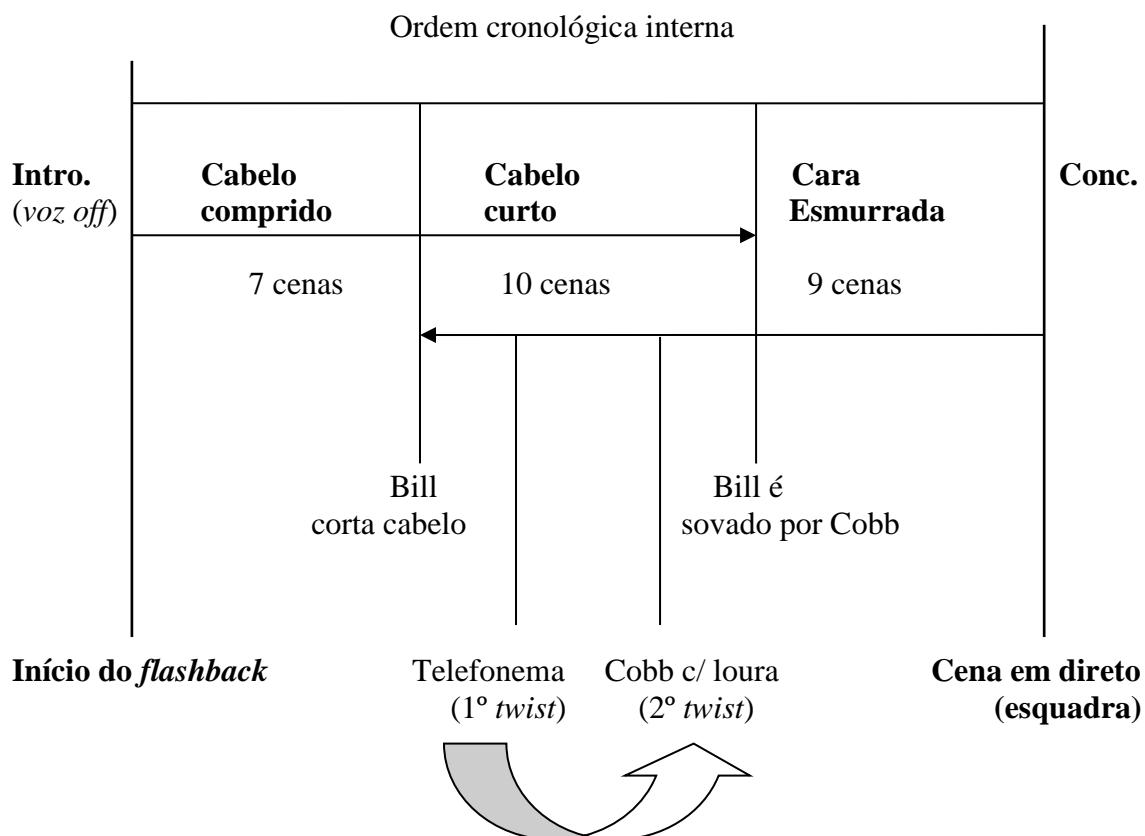 Ordem cronológica interna
Intro. Cabelo Cabelo Cara Conc.
(voz off) comprido curto Esmurrada
7 cenas 10 cenas 9 cenas
Bill Bill é
corta cabelo sovado por Cobb
Início do flashback Telefonema Cobb c/ loura Cena em direto
(1º twist) (2º twist) (esquadra)